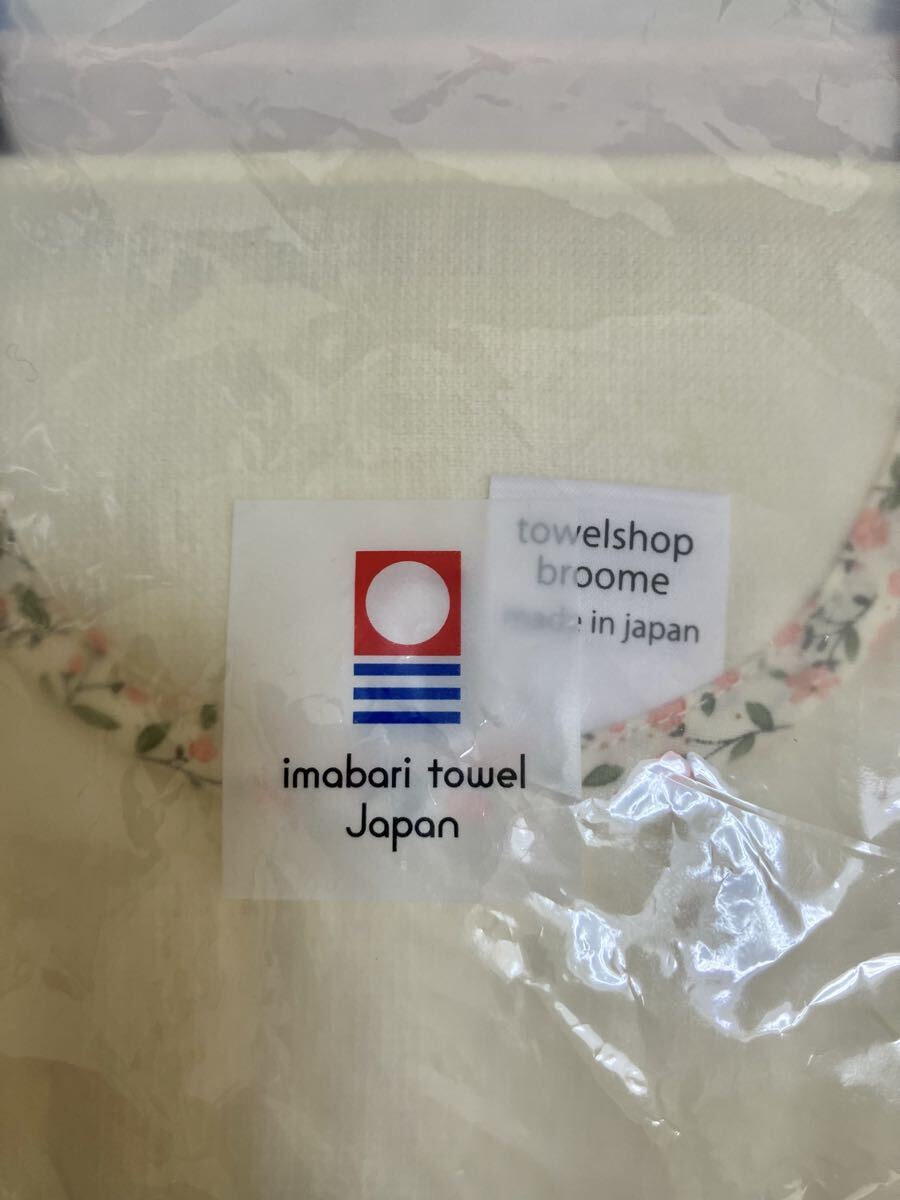 towelshop
broome
made in japan
imabari towel
Japan